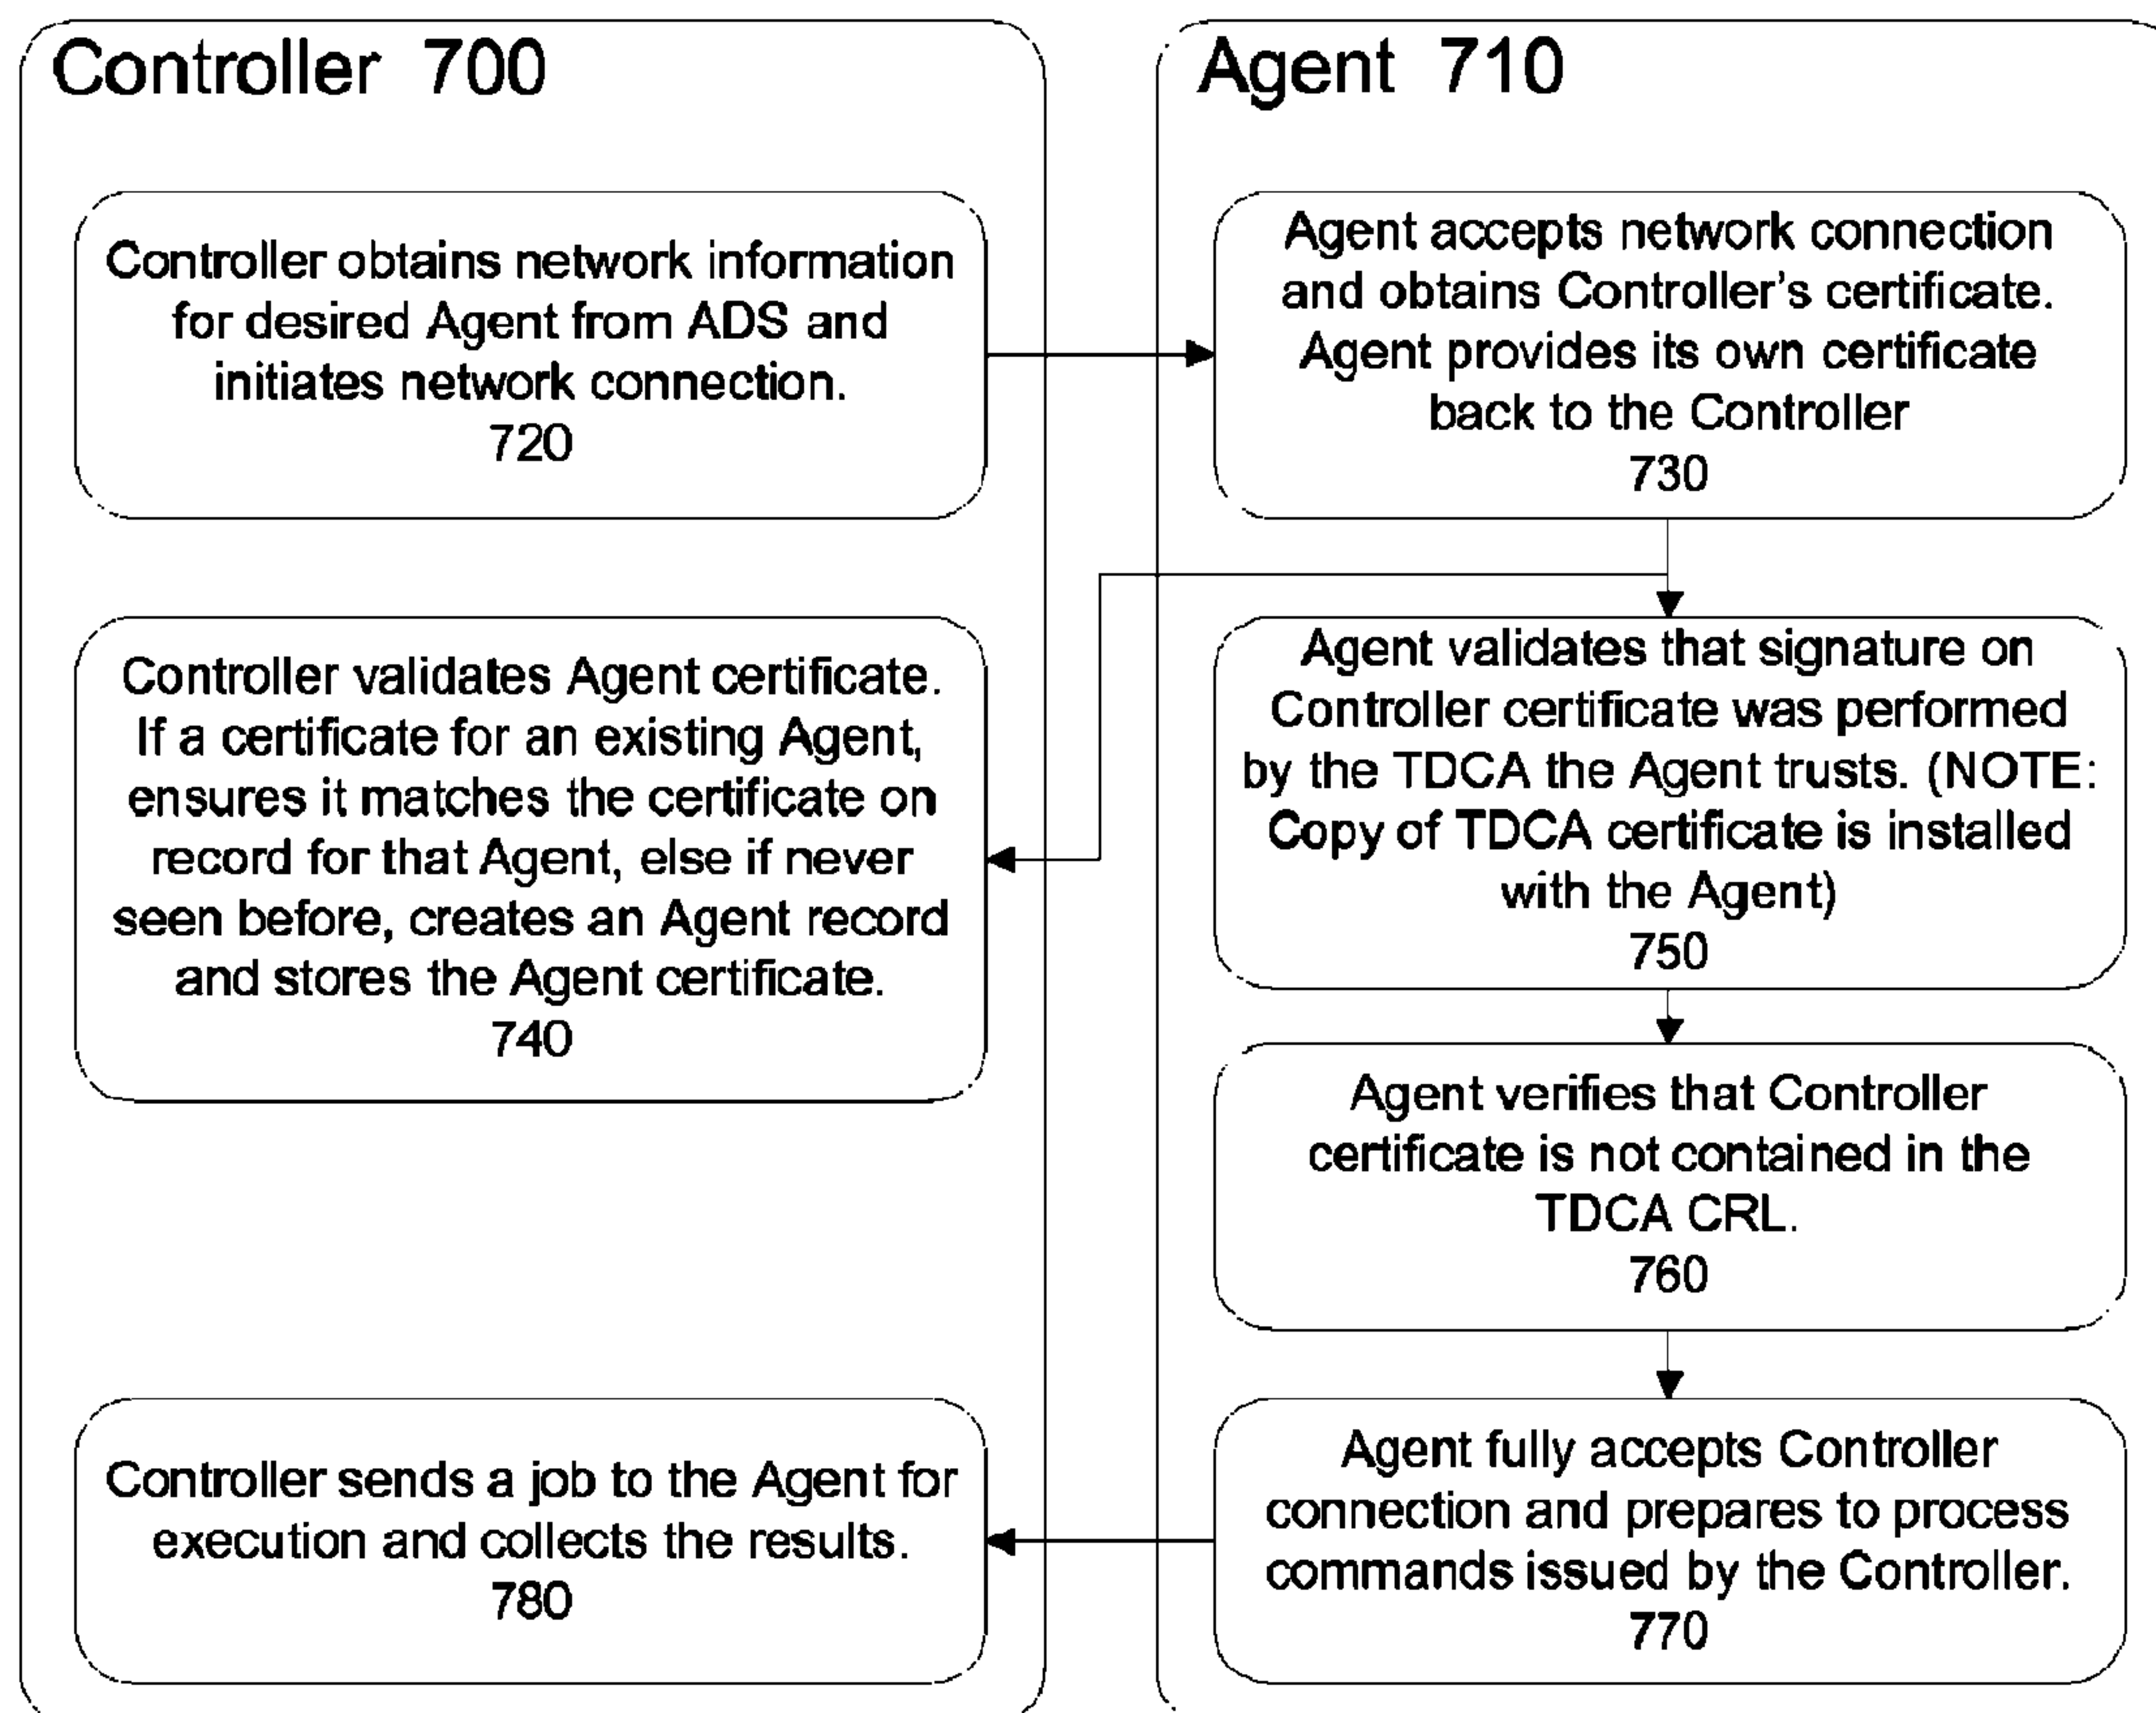 Controller 700
Controller obtains network information
for desired Agent from ADS and
initiates network connection.
720
Controller validates Agent certificate.
If a certificate for an existing Agent,
ensures it matches the certificate on
record for that Agent, else if never
seen before, creates an Agent record
and stores the Agent certificate.
740
Controller sends a job to the Agent for
execution and collects the results.
780
Agent 710
Agent accepts network connection
and obtains Controller's certificate.
Agent provides its own certificate
back to the Controller
730
Agent validates that signature on
Controller certificate was performed
by the TDCA the Agent trusts. (NOTE:
Copy of TDCA certificate is installed
with the Agent)
750
Agent verifies that Controller
certificate is not contained in the
TDCA CRL.
760
Agent fully accepts Controller
connection and prepares to process
commands issued by the Controller.
770